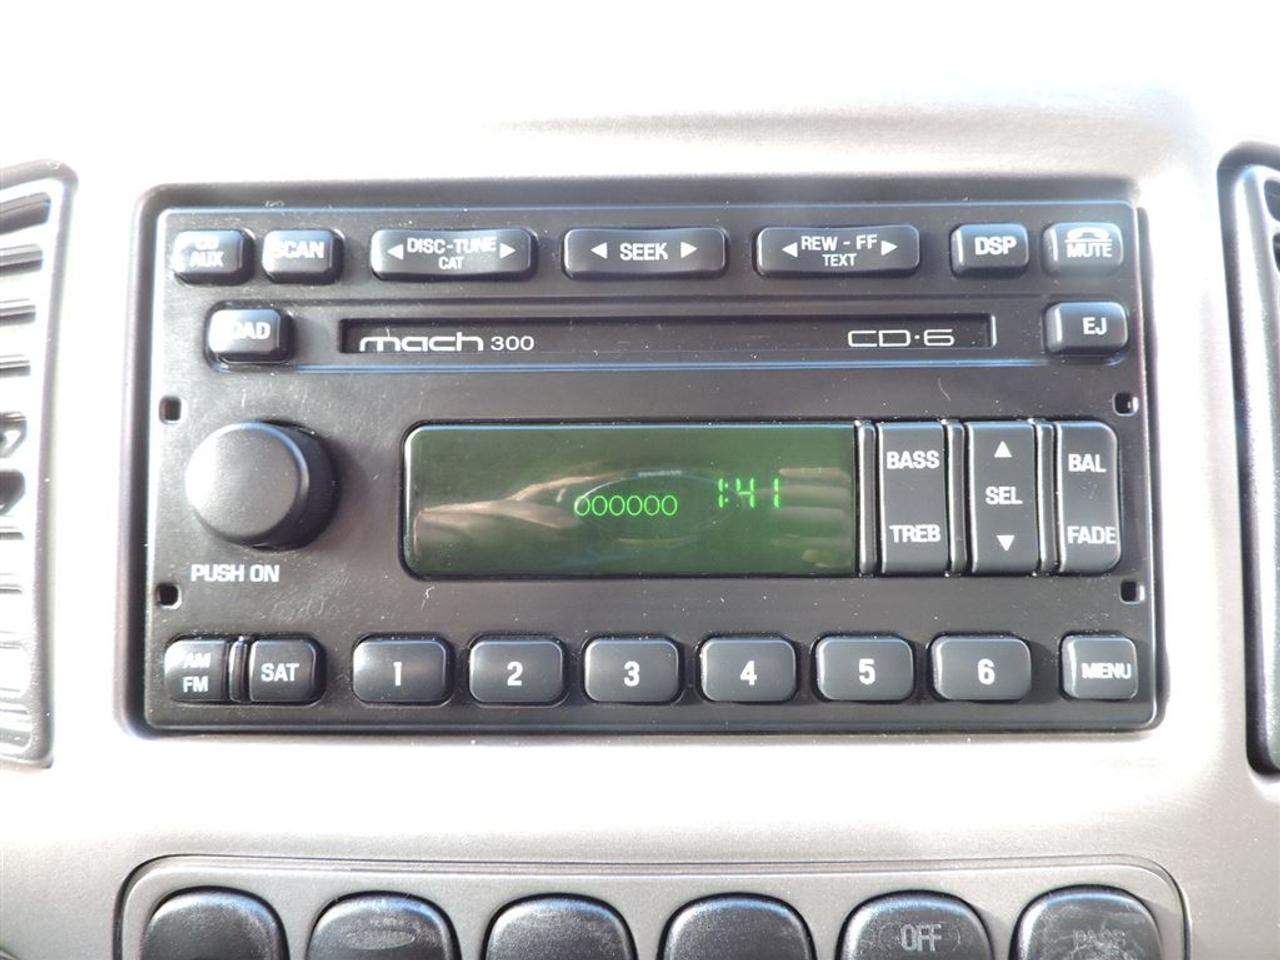 CD AUX
SCAN
◀ DISC-TUNE ▶
CAT
◀ SEEK ▶
◀ REW - FF ▶
TEXT
DSP
MUTE
LOAD
mach 300
CD·6
EJ
000000 1:41
BASS
TREB
▲
SEL
▼
BAL
FADE
PUSH ON
AM
FM
SAT
1 2 3 4 5 6
MENU
OFF